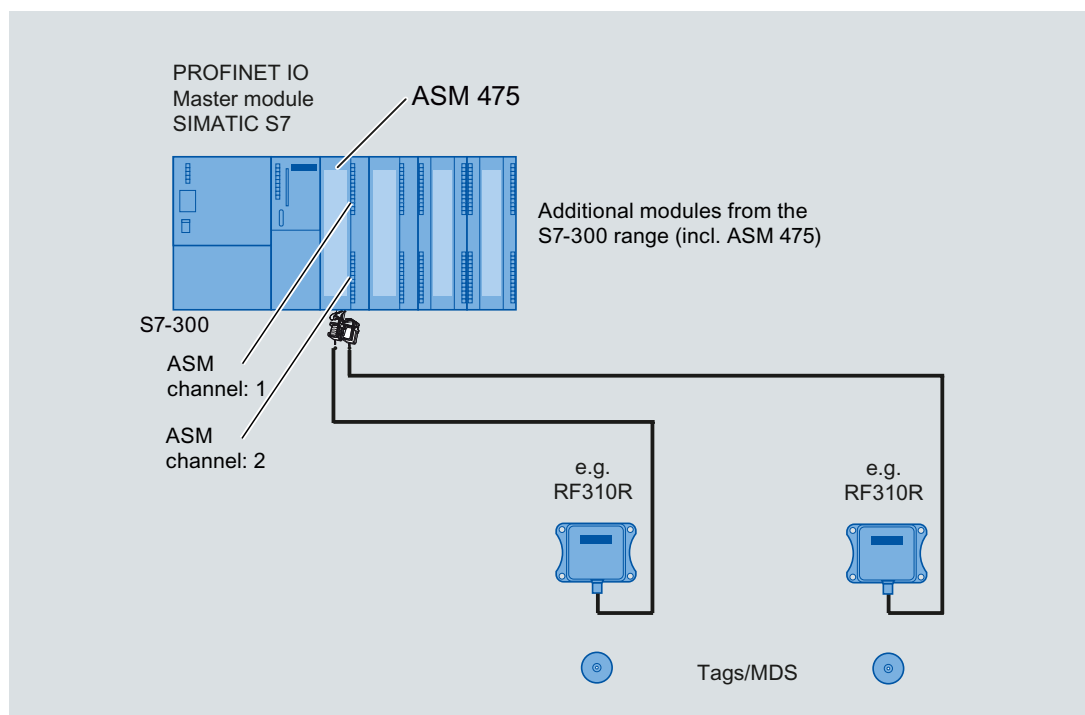 PROFINET IO
Master module
SIMATIC S7
ASM 475
Additional modules from the
S7-300 range (incl. ASM 475)
S7-300
ASM
channel: 1
ASM
channel: 2
e.g.
RF310R
e.g.
RF310R
Tags/MDS